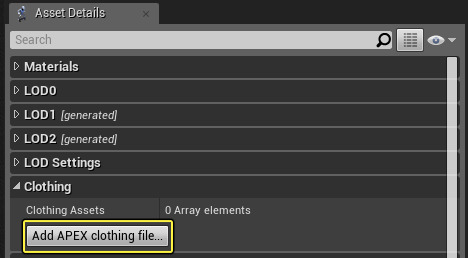 Asset Details
Search
Materials
LOD0
LOD1 [generated]
LOD2 [generated]
LOD Settings
Clothing
Clothing Assets 0 Array elements
Add APEX clothing file...